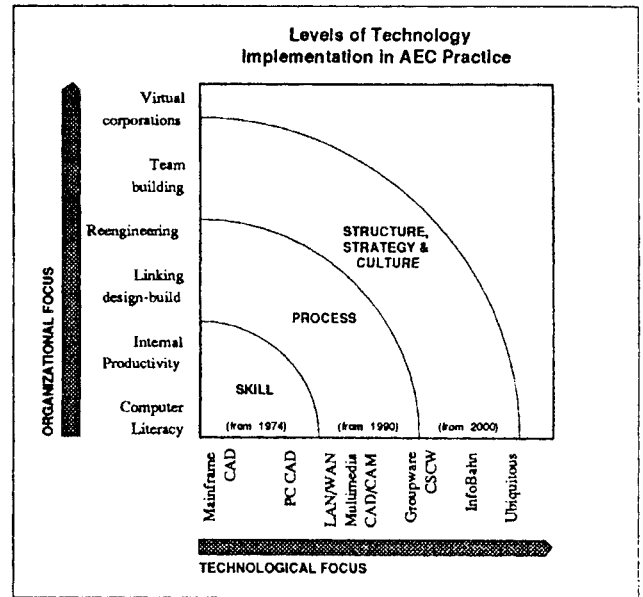 Levels of Technology
Implementation in AEC Practice
Virtual
corporations
Team
building
Reengineering
Linking
design-build
Internal
Productivity
Computer
Literacy
ORGANIZATIONAL FOCUS
STRUCTURE,
STRATEGY &
CULTURE
PROCESS
SKILL
(from 1974)
(from 1990)
(from 2000)
Mainframe
CAD
PC CAD
LAN/WAN
Multimedia
CAD/CAM
Groupware
CSCW
InfoBahn
Ubiquitous
TECHNOLOGICAL FOCUS